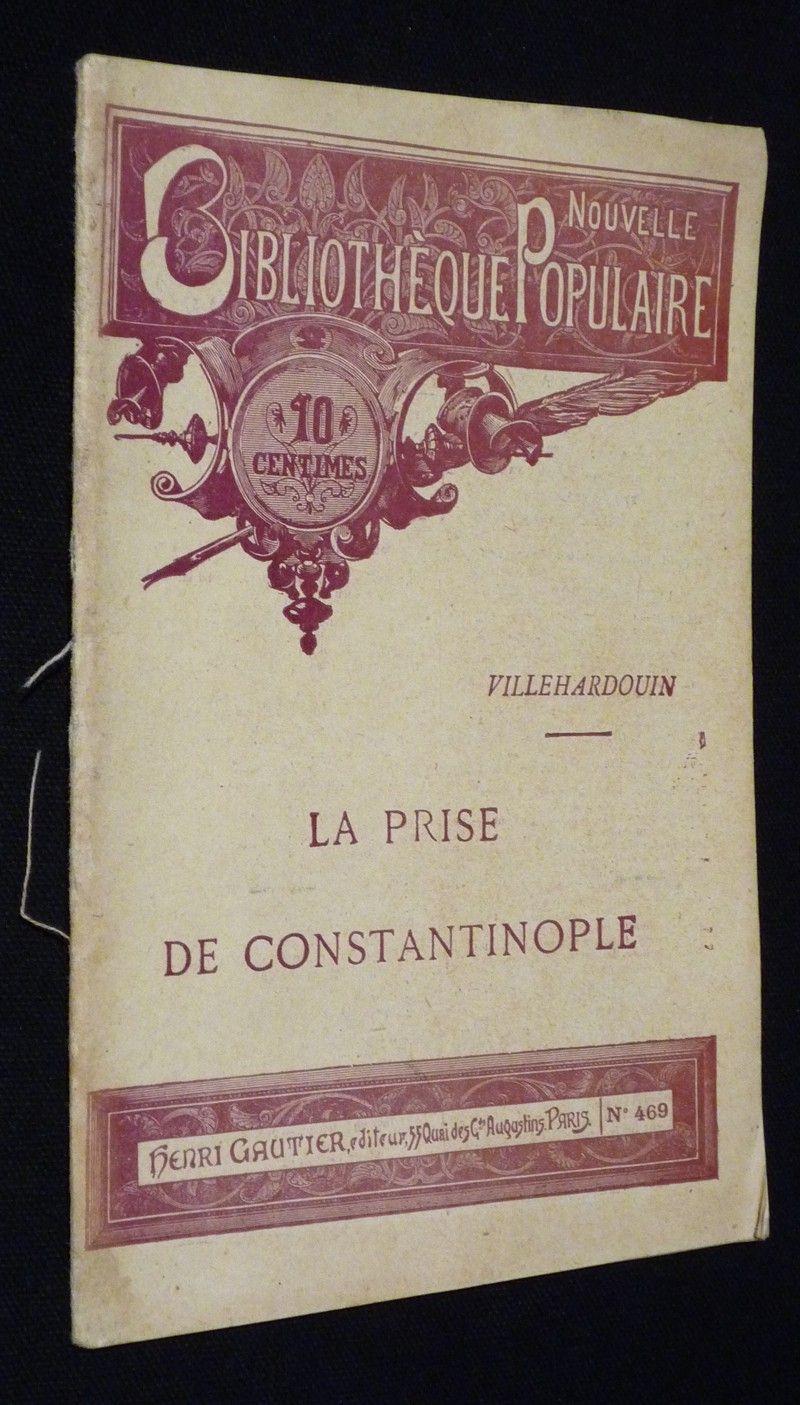 NOUVELLE
BIBLIOTHÈQUE POPULAIRE
10
CENTIMES
VILLEHARDOUIN
LA PRISE
DE CONSTANTINOPLE
HENRI GAUTIER, editeur, 55 Quai des Gds Augustins. PARIS. N° 469